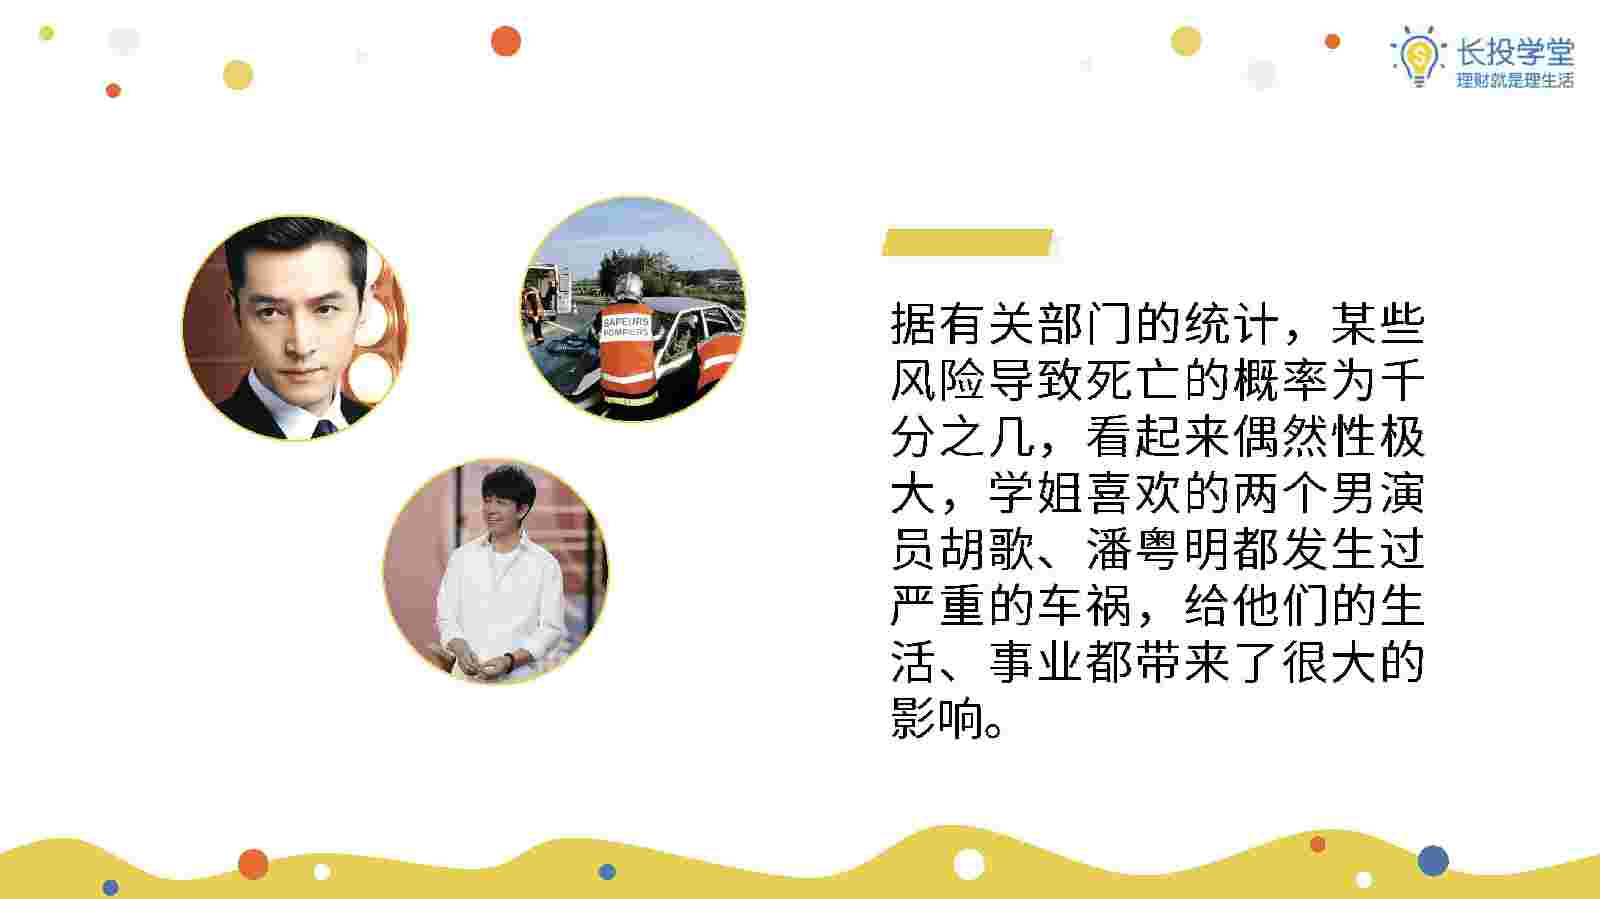 长投学堂
理财就是理生活
SAPEURS
POMPIERS
据有关部门的统计，某些
风险导致死亡的概率为千
分之几，看起来偶然性极
大，学姐喜欢的两个男演
员胡歌、潘粤明都发生过
严重的车祸，给他们的生
活、事业都带来了很大的
影响。